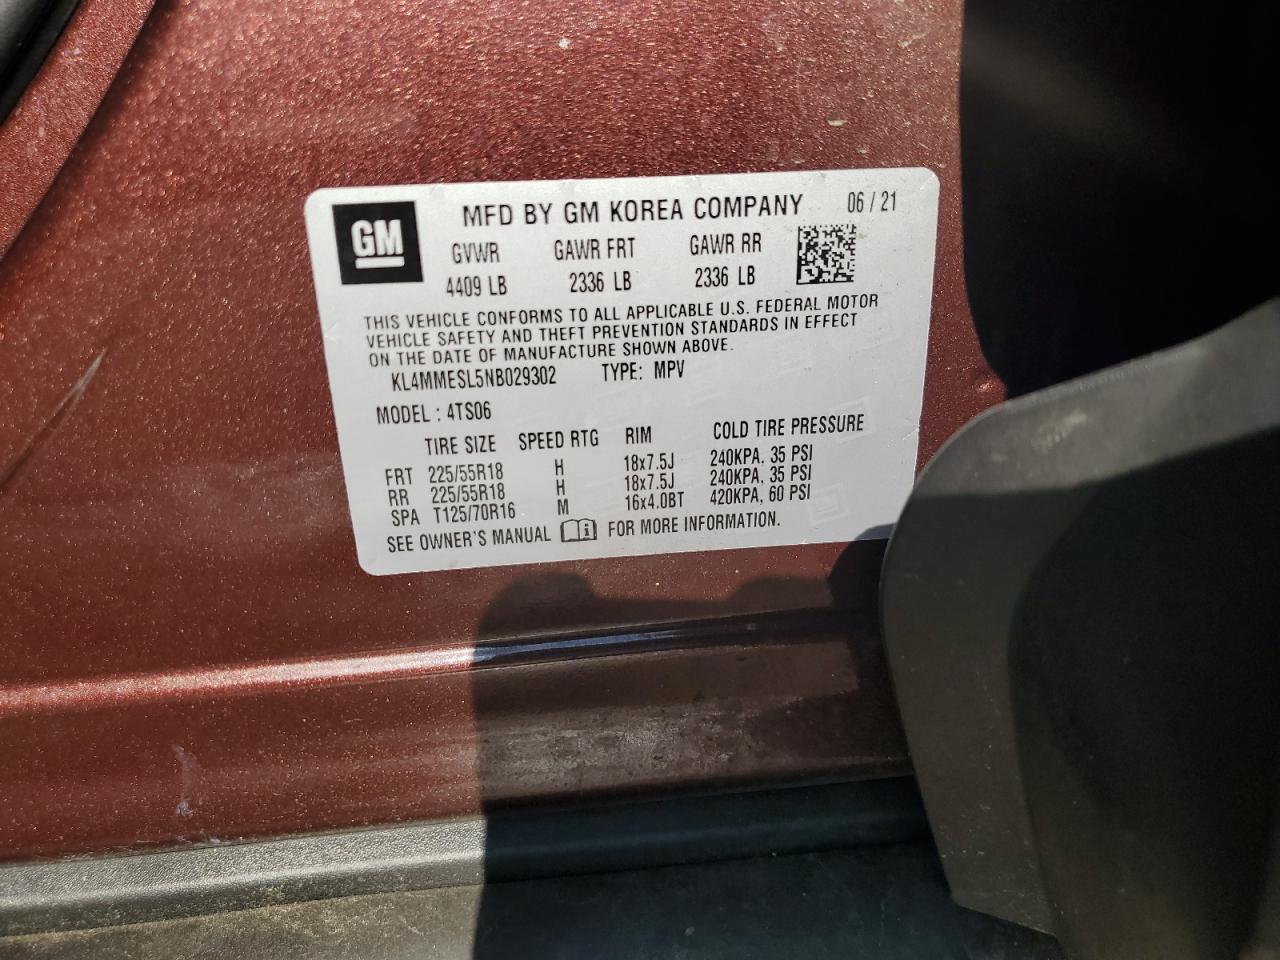 GM MFD BY GM KOREA COMPANY 06 / 21
GVWR GAWR FRT GAWR RR
4409 LB 2336 LB 2336 LB
THIS VEHICLE CONFORMS TO ALL APPLICABLE U.S. FEDERAL MOTOR
VEHICLE SAFETY AND THEFT PREVENTION STANDARDS IN EFFECT
ON THE DATE OF MANUFACTURE SHOWN ABOVE.
KL4MMESL5NB029302 TYPE: MPV
MODEL : 4TS06
TIRE SIZE SPEED RTG RIM COLD TIRE PRESSURE
FRT 225/55R18 H 18x7.5J 240KPA, 35 PSI
RR 225/55R18 H 18x7.5J 240KPA, 35 PSI
SPA T125/70R16 M 16x4.0BT 420KPA, 60 PSI
SEE OWNER'S MANUAL i FOR MORE INFORMATION.